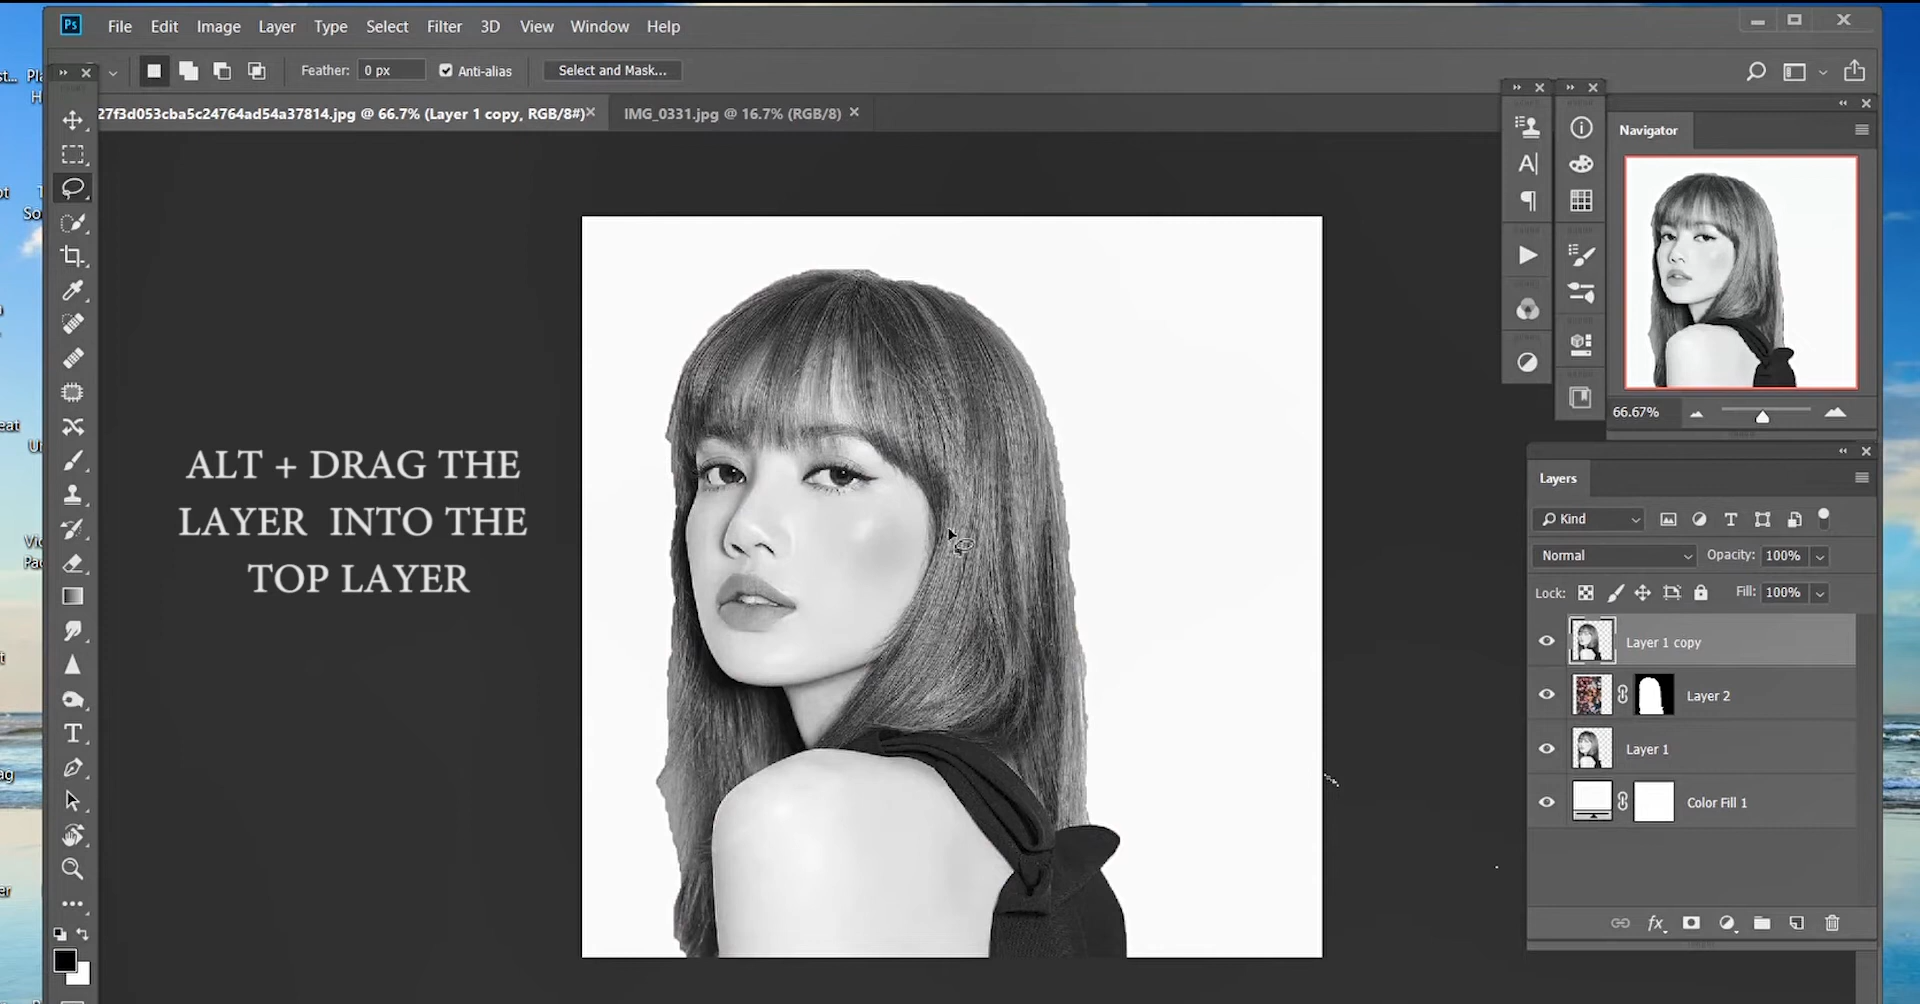 Ps File Edit Image Layer Type Select Filter 3D View Window Help
Feather: 0 px Anti-alias Select and Mask...
27f3d053cba5c24764ad54a37814.jpg @ 66.7% (Layer 1 copy, RGB/8#) IMG_0331.jpg @ 16.7% (RGB/8)
Navigator
66.67%
ALT + DRAG THE
LAYER INTO THE
TOP LAYER
Layers
Kind
Normal Opacity: 100%
Lock: Fill: 100%
Layer 1 copy
Layer 2
Layer 1
Color Fill 1